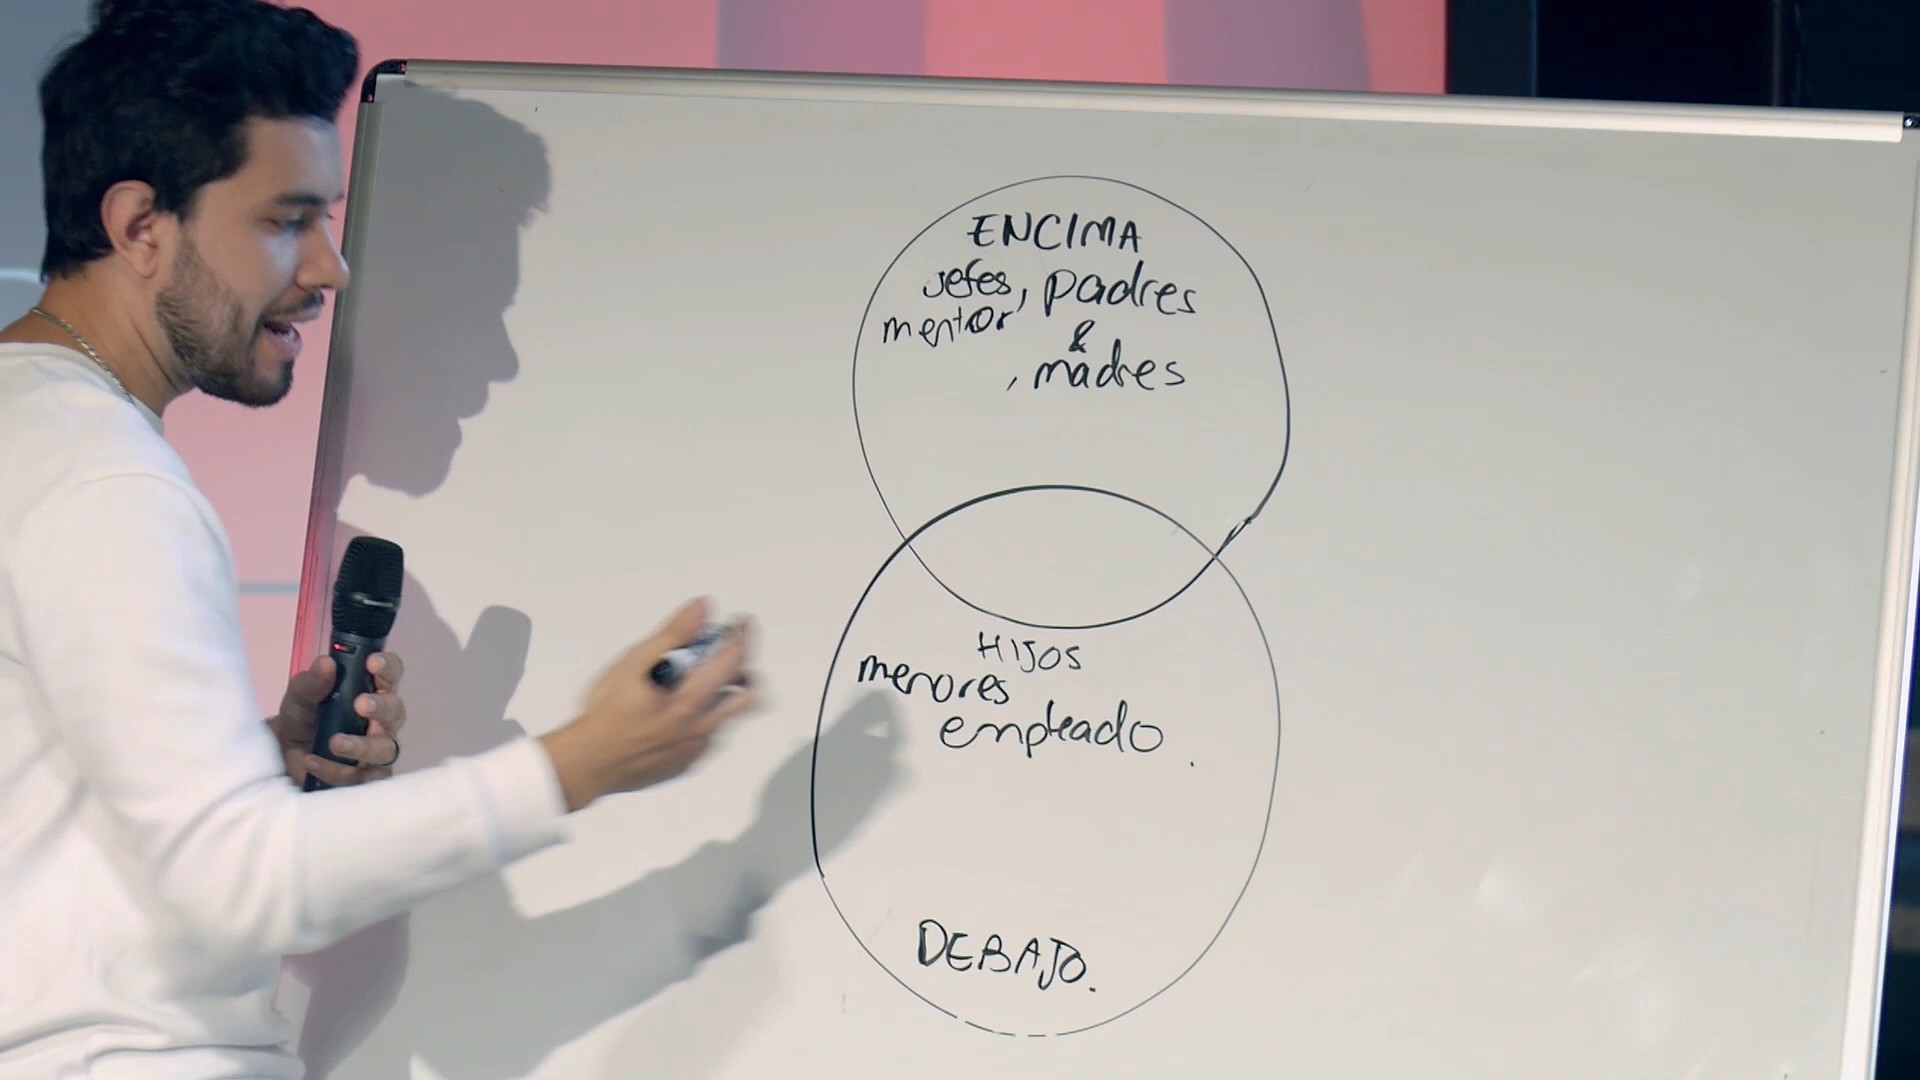 ENCIMA
Jefes, padres
mentor
&
, madres
HIJOS
menores
empleado.
DEBAJO.